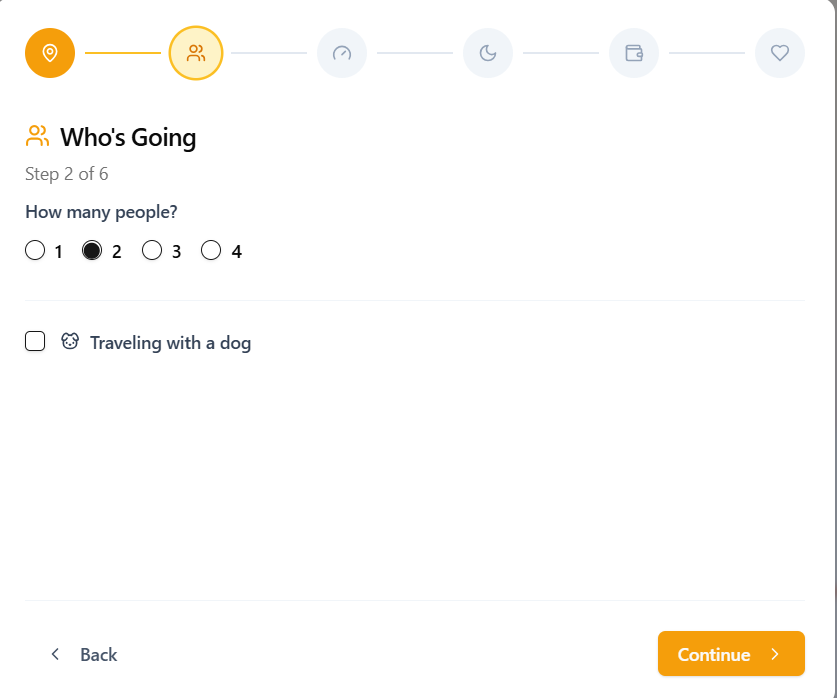 Who's Going
Step 2 of 6
How many people?
1 2 3 4
Traveling with a dog
Back Continue